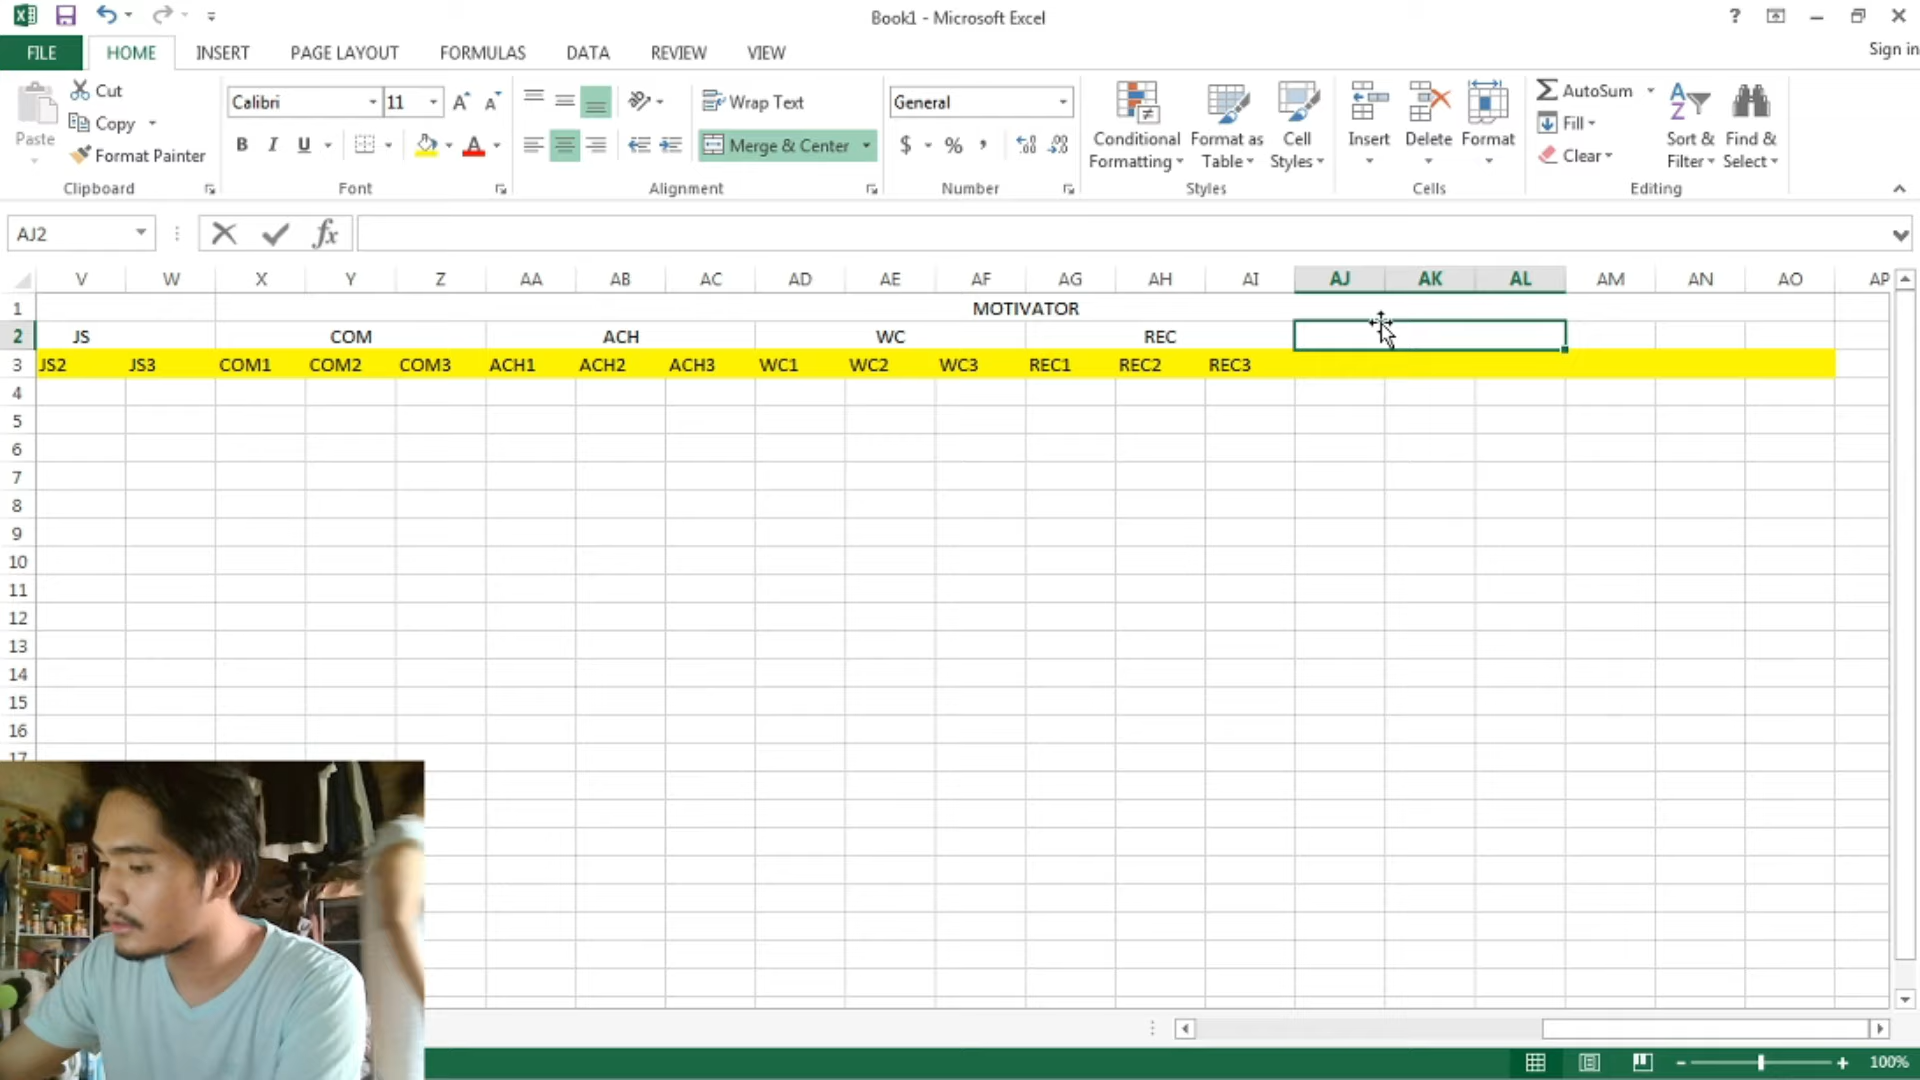 Book1 - Microsoft Excel
?
Sign in
FILE HOME INSERT PAGE LAYOUT FORMULAS DATA REVIEW VIEW
Paste
Cut
Copy
Format Painter
Clipboard
Calibri 11 A A
B I U A
Font
Wrap Text
Merge & Center
Alignment
General
$ % ,
Number
Conditional Formatting
Format as Table
Cell Styles
Styles
Insert
Delete
Format
Cells
AutoSum
Fill
Clear
Sort & Filter
Find & Select
Editing
AJ2 fx
V W X Y Z AA AB AC AD AE AF AG AH AI AJ AK AL AM AN AO AP
1 MOTIVATOR
2 JS COM ACH WC REC
3 JS2 JS3 COM1 COM2 COM3 ACH1 ACH2 ACH3 WC1 WC2 WC3 REC1 REC2 REC3
4
5
6
7
8
9
10
11
12
13
14
15
16
17
100%